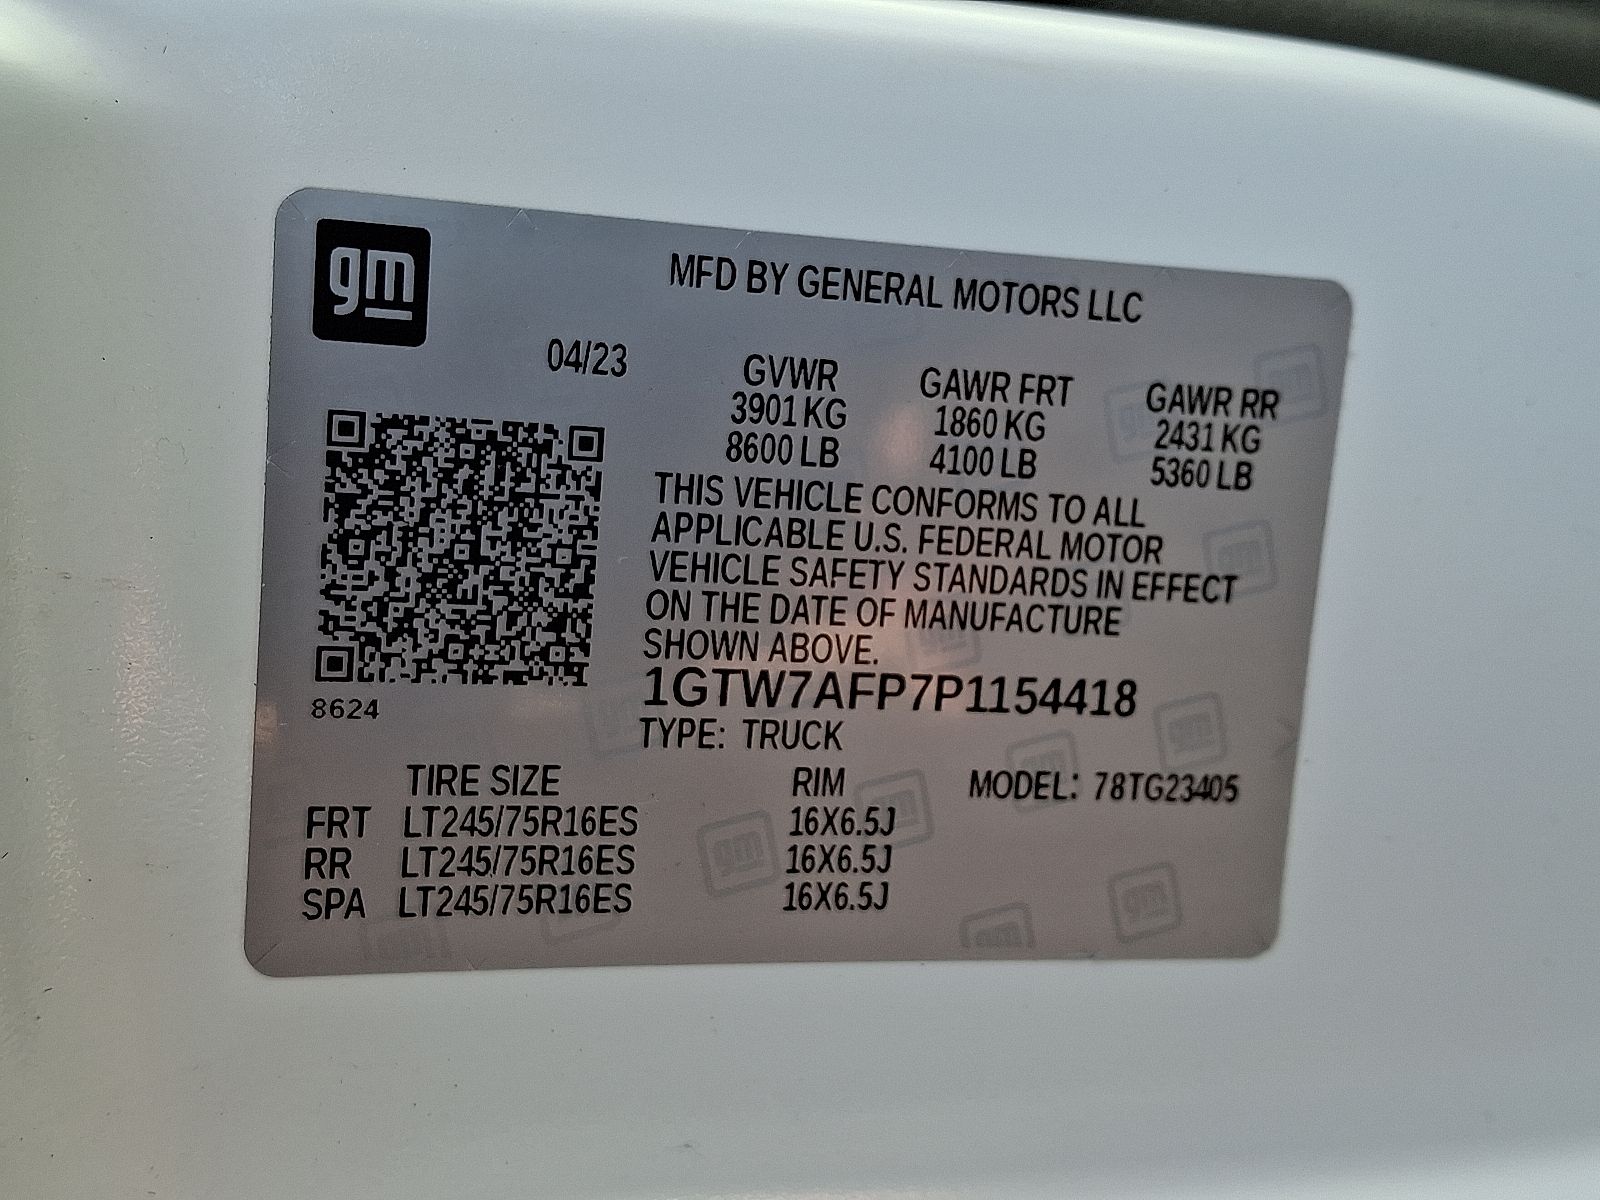 gm
MFD BY GENERAL MOTORS LLC
04/23
GVWR GAWR FRT GAWR RR
3901 KG 1860 KG 2431 KG
8600 LB 4100 LB 5360 LB
THIS VEHICLE CONFORMS TO ALL
APPLICABLE U.S. FEDERAL MOTOR
VEHICLE SAFETY STANDARDS IN EFFECT
ON THE DATE OF MANUFACTURE
SHOWN ABOVE.
1GTW7AFP7P1154418
8624
TYPE: TRUCK
TIRE SIZE RIM MODEL: 78TG23405
FRT LT245/75R16ES 16X6.5J
RR LT245/75R16ES 16X6.5J
SPA LT245/75R16ES 16X6.5J